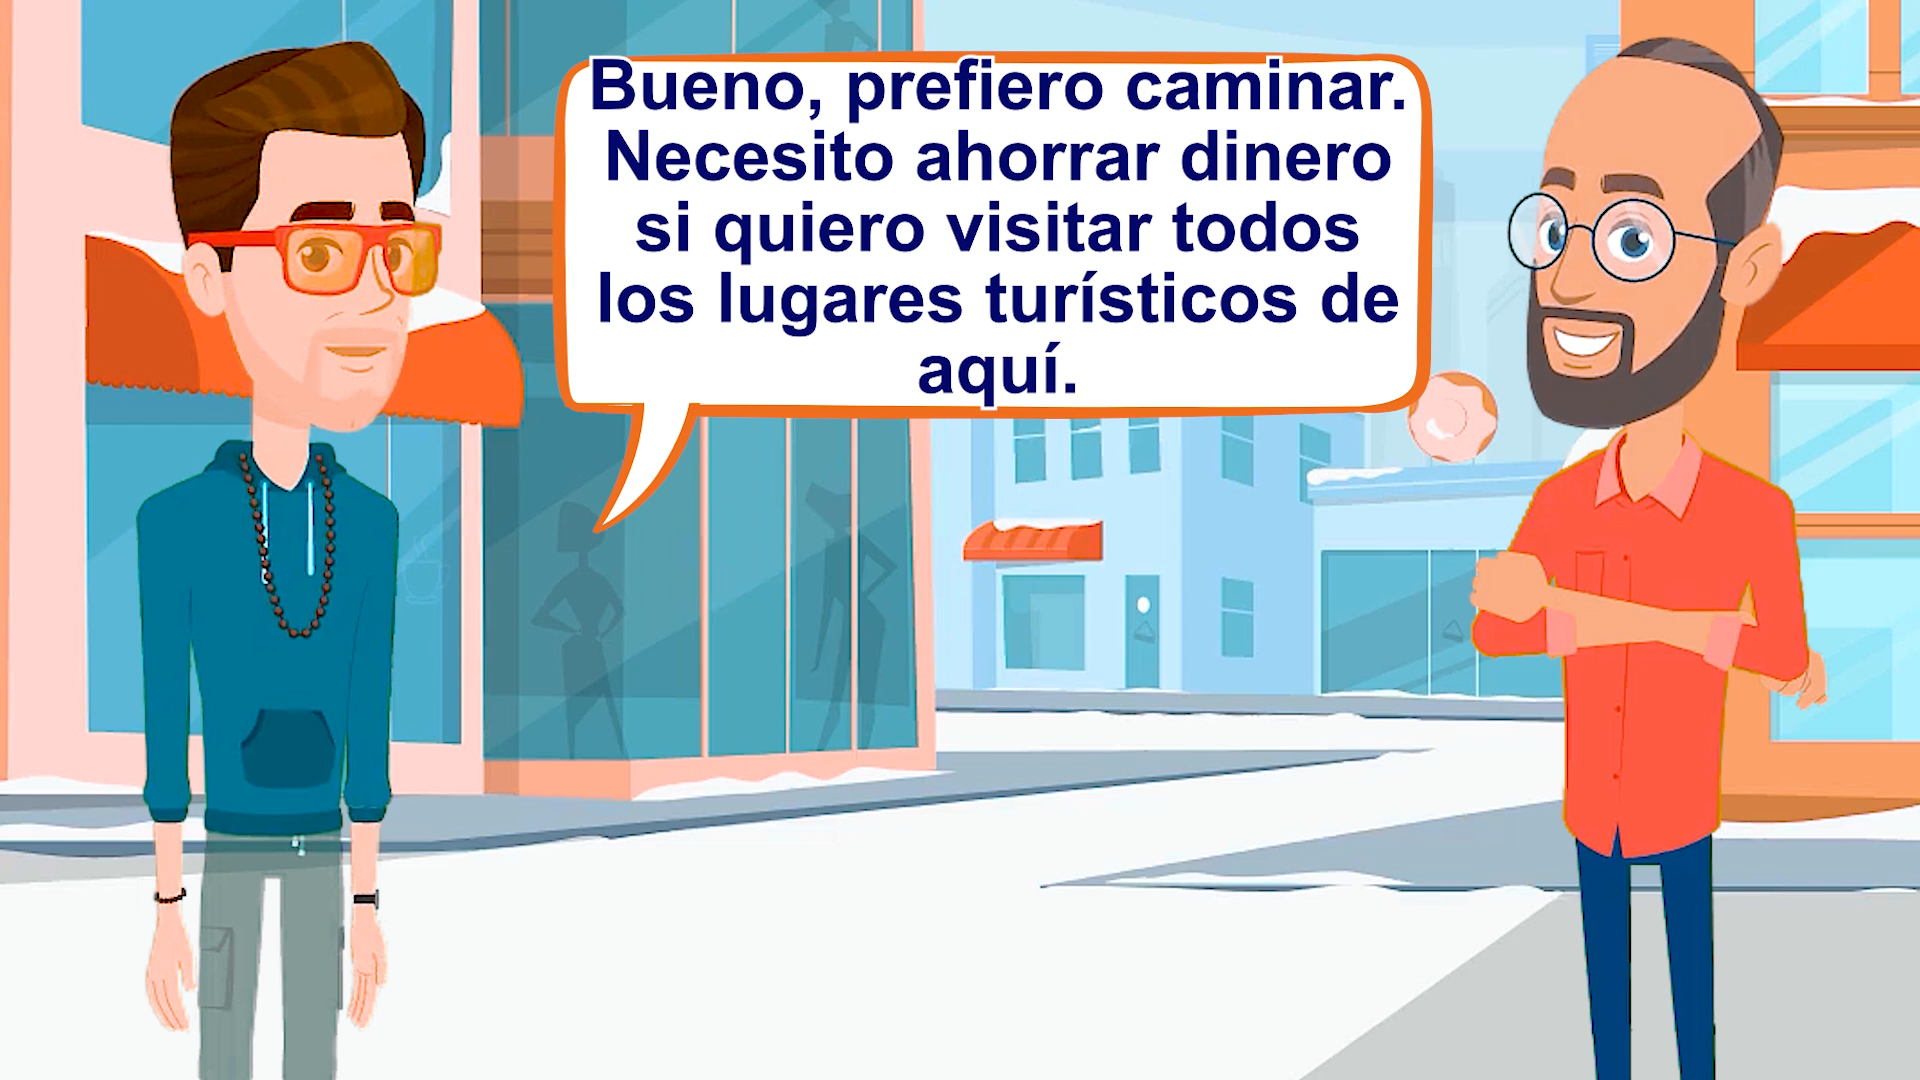 Bueno, prefiero caminar.
Necesito ahorrar dinero
si quiero visitar todos
los lugares turísticos de
aquí.